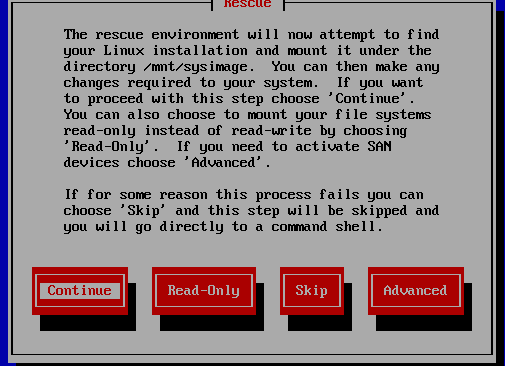 Rescue
The rescue environment will now attempt to find
your Linux installation and mount it under the
directory /mnt/sysimage.  You can then make any
changes required to your system.  If you want
to proceed with this step choose 'Continue'.
You can also choose to mount your file systems
read-only instead of read-write by choosing
'Read-Only'.  If you need to activate SAN
devices choose 'Advanced'.
If for some reason this process fails you can
choose 'Skip' and this step will be skipped and
you will go directly to a command shell.
Continue Read-Only Skip Advanced